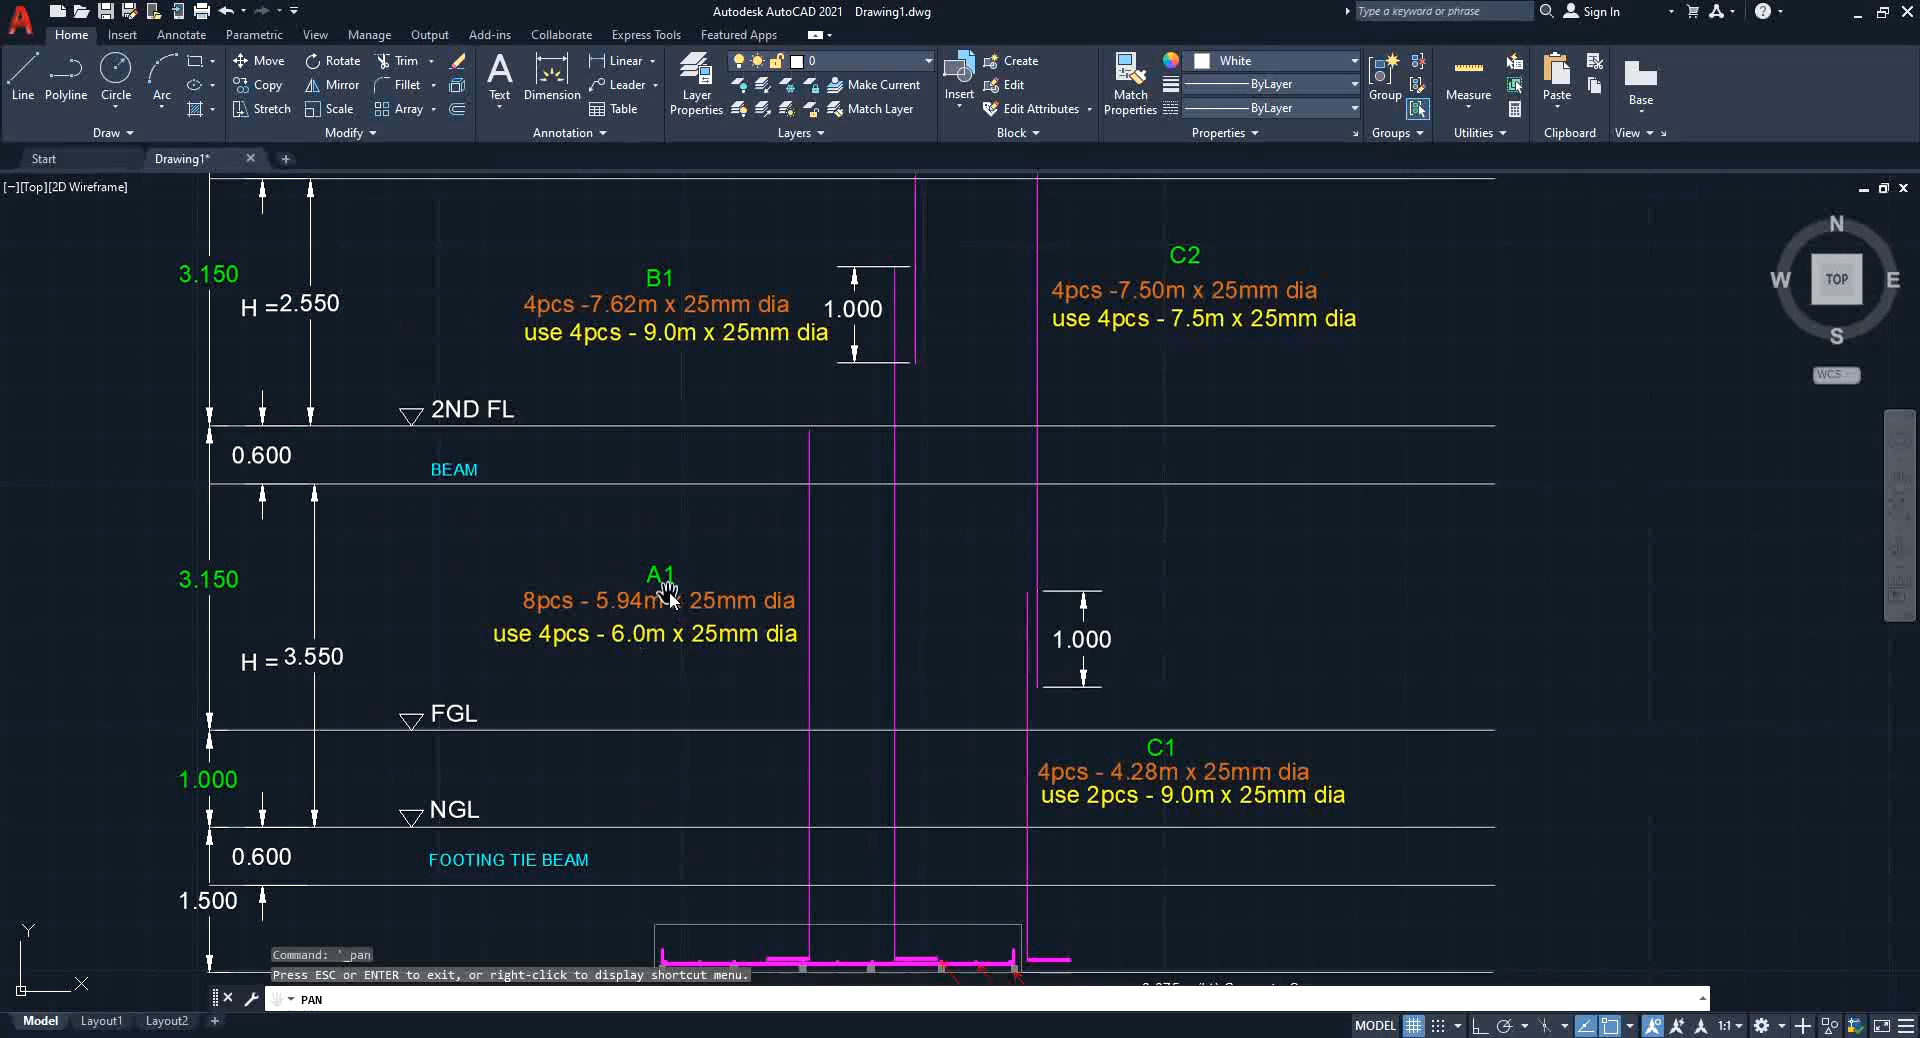 Autodesk AutoCAD 2021 Drawing1.dwg
Type a keyword or phrase
Sign In
Home Insert Annotate Parametric View Manage Output Add-ins Collaborate Express Tools Featured Apps
Line Polyline Circle Arc
Move Rotate Trim
Copy Mirror Fillet
Stretch Scale Array
Text Dimension
Linear
Leader
Table
Layer Properties
0
Make Current
Match Layer
Insert
Create
Edit
Edit Attributes
Match Properties
White
ByLayer
ByLayer
Group
Measure
Paste
Base
Draw Modify Annotation Layers Block Properties Groups Utilities Clipboard View
Start Drawing1*
[−][Top][2D Wireframe]
N
W TOP E
S
WCS
C2
4pcs -7.50m x 25mm dia
use 4pcs - 7.5m x 25mm dia
3.150
H =2.550
B1
4pcs -7.62m x 25mm dia
use 4pcs - 9.0m x 25mm dia
1.000
2ND FL
0.600
BEAM
3.150
A1
8pcs - 5.94m x 25mm dia
use 4pcs - 6.0m x 25mm dia
1.000
H = 3.550
FGL
C1
4pcs - 4.28m x 25mm dia
use 2pcs - 9.0m x 25mm dia
1.000
NGL
0.600
FOOTING TIE BEAM
1.500
Y
X
Command: '_pan
Press ESC or ENTER to exit, or right-click to display shortcut menu.
PAN
Model Layout1 Layout2
MODEL
1:1